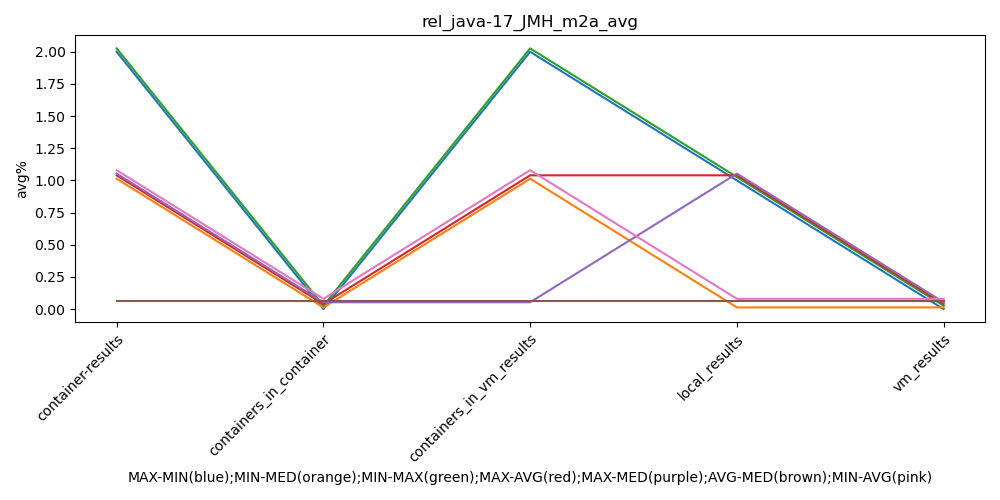 rel_java-17_JMH_m2a_avg
avg%
2.00
1.75
1.50
1.25
1.00
0.75
0.50
0.25
0.00
container-results
containers_in_container
containers_in_vm_results
local_results
vm_results
MAX-MIN(blue);MIN-MED(orange);MIN-MAX(green);MAX-AVG(red);MAX-MED(purple);AVG-MED(brown);MIN-AVG(pink)